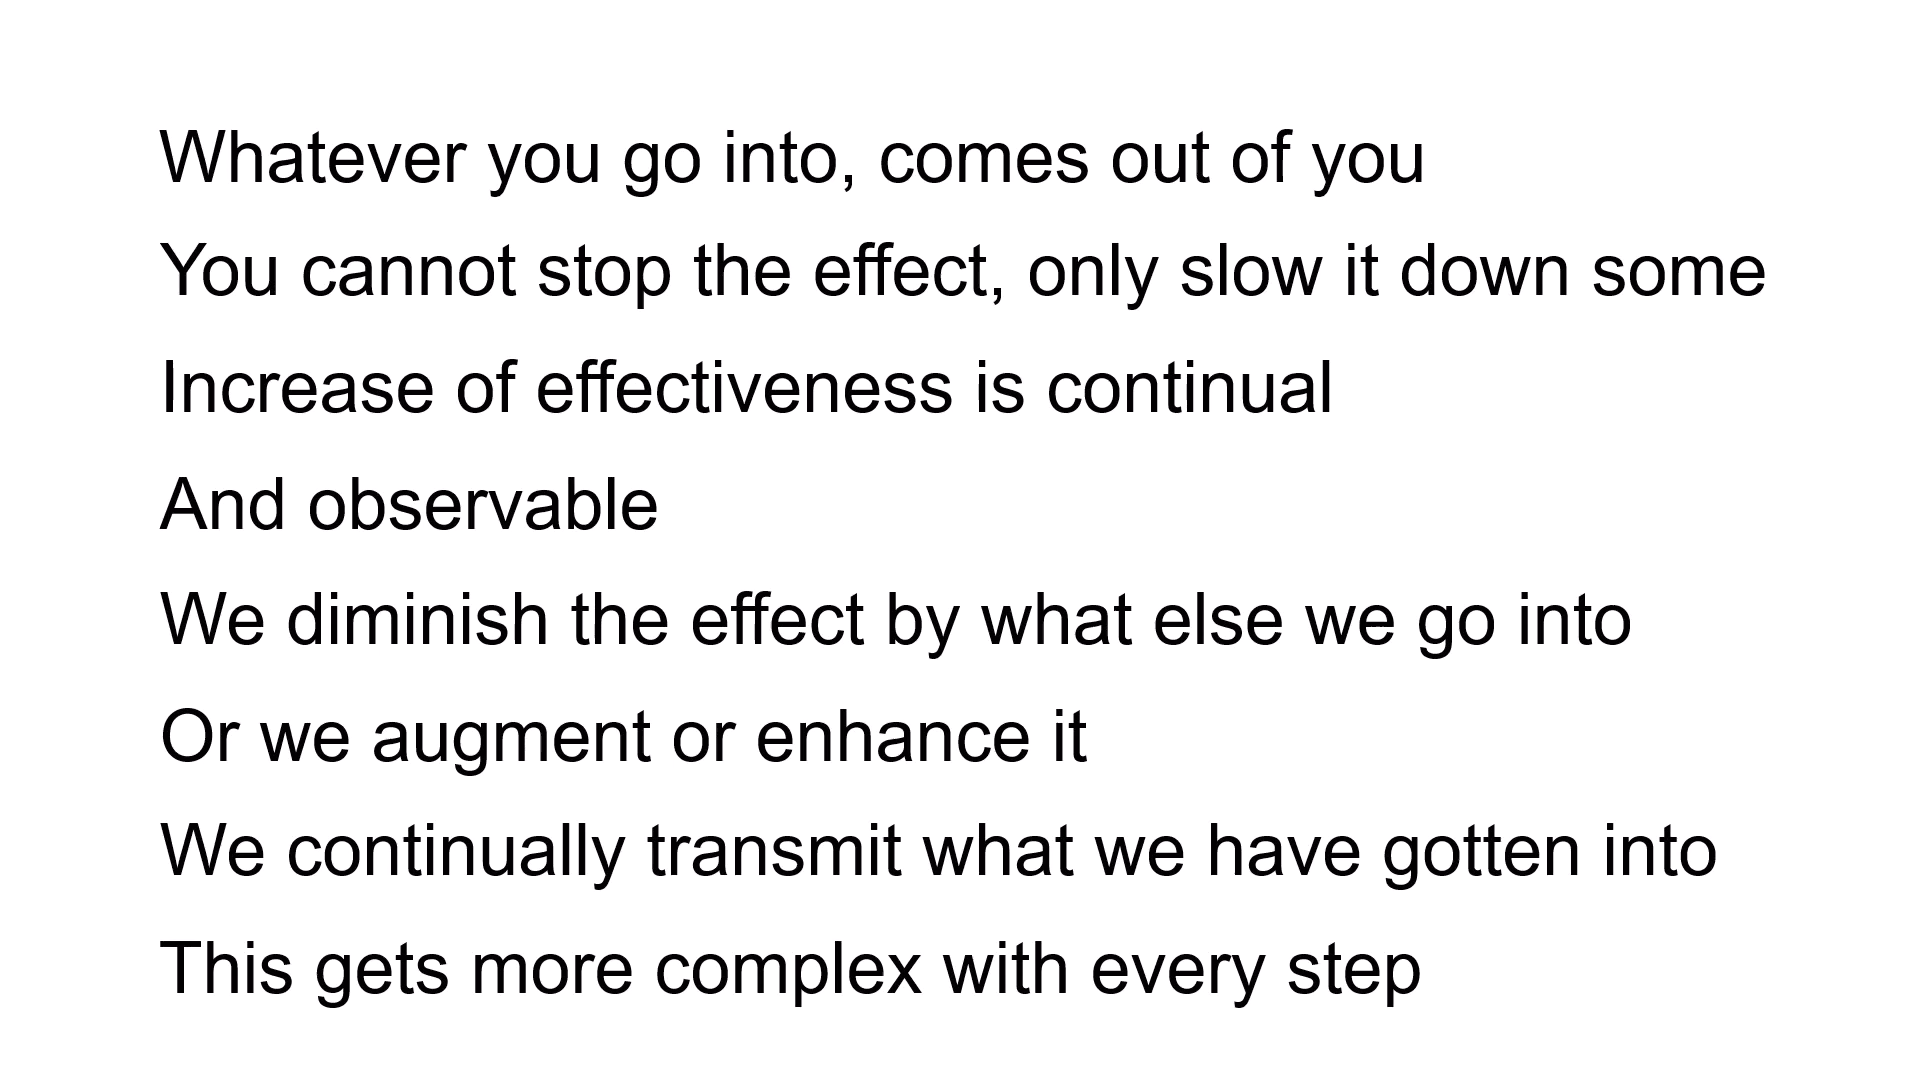 Whatever you go into, comes out of you
You cannot stop the effect, only slow it down some
Increase of effectiveness is continual
And observable
We diminish the effect by what else we go into
Or we augment or enhance it
We continually transmit what we have gotten into
This gets more complex with every step